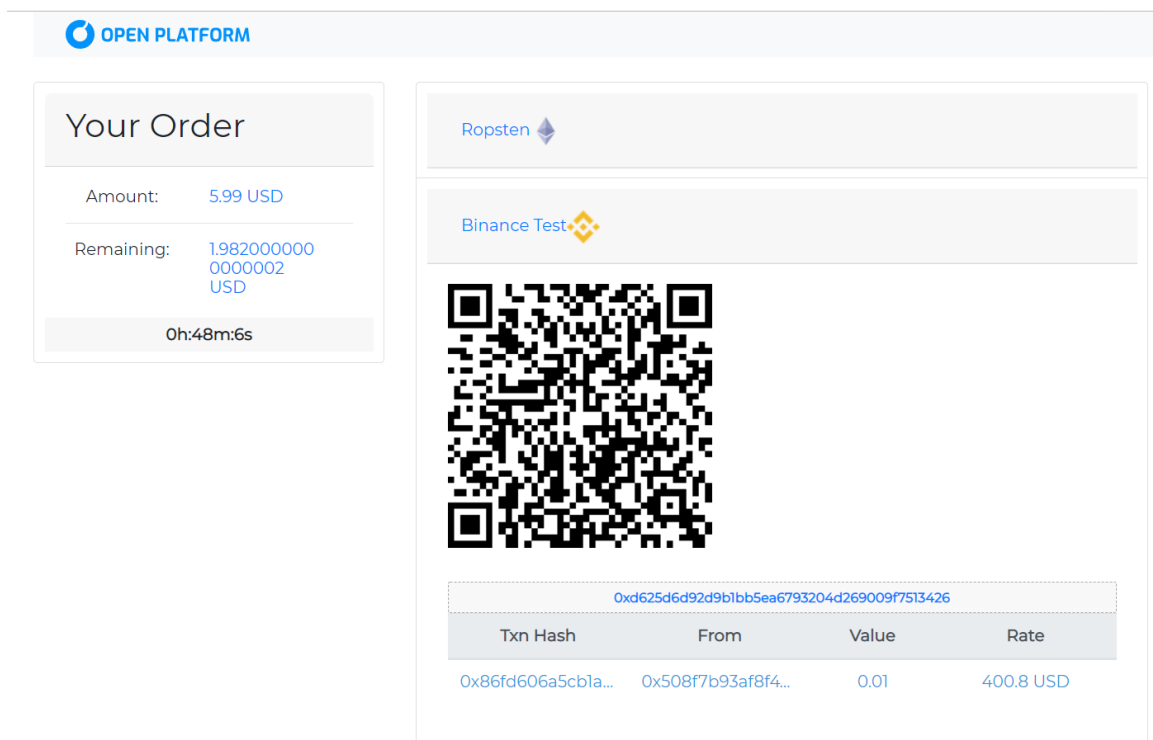 OPEN PLATFORM
Your Order
Amount: 5.99 USD
Remaining: 1.982000000
0000002
USD
0h:48m:6s
Ropsten
Binance Test
0xd625d6d92d9b1bb5ea6793204d269009f7513426
Txn Hash From Value Rate
0x86fd606a5cb1a... 0x508f7b93af8f4... 0.01 400.8 USD